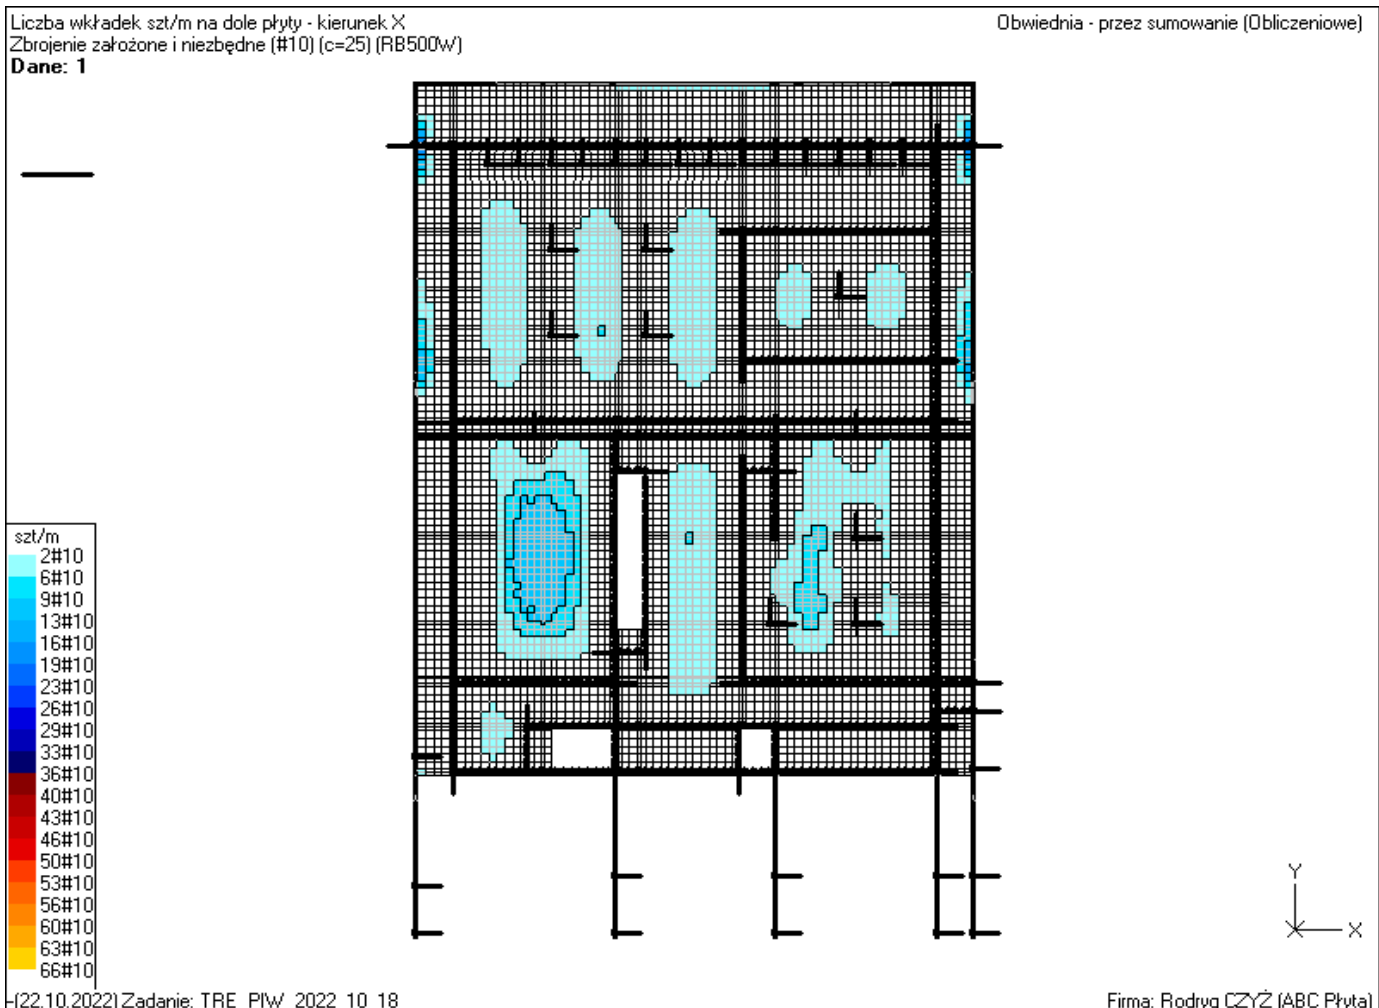 Liczba wkładek szt/m na dole płyty - kierunek X
Obwiednia - przez sumowanie (Obliczeniowe)
Zbrojenie założone i niezbędne (#10) (c=25) (RB500W)
Dane: 1
szt/m
2#10
6#10
9#10
13#10
16#10
19#10
23#10
26#10
29#10
33#10
36#10
40#10
43#10
46#10
50#10
53#10
56#10
60#10
63#10
66#10
Y
X
-(22.10.2022) Zadanie: TRE_PIW_2022_10_18
Firma: Rodryg CZYŻ (ABC Płyta)